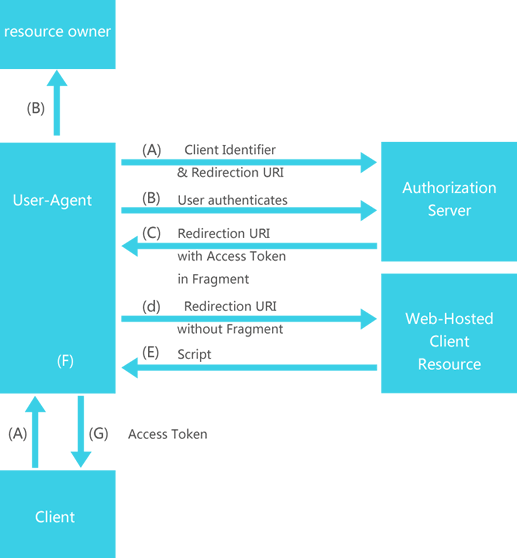 resource owner
(B)
(A) Client Identifier
& Redirection URI
User-Agent
(B) User authenticates
Authorization
Server
(C) Redirection URI
with Access Token
in Fragment
(d) Redirection URI
without Fragment
Web-Hosted
Client
Resource
(E) Script
(F)
(A)
(G) Access Token
Client